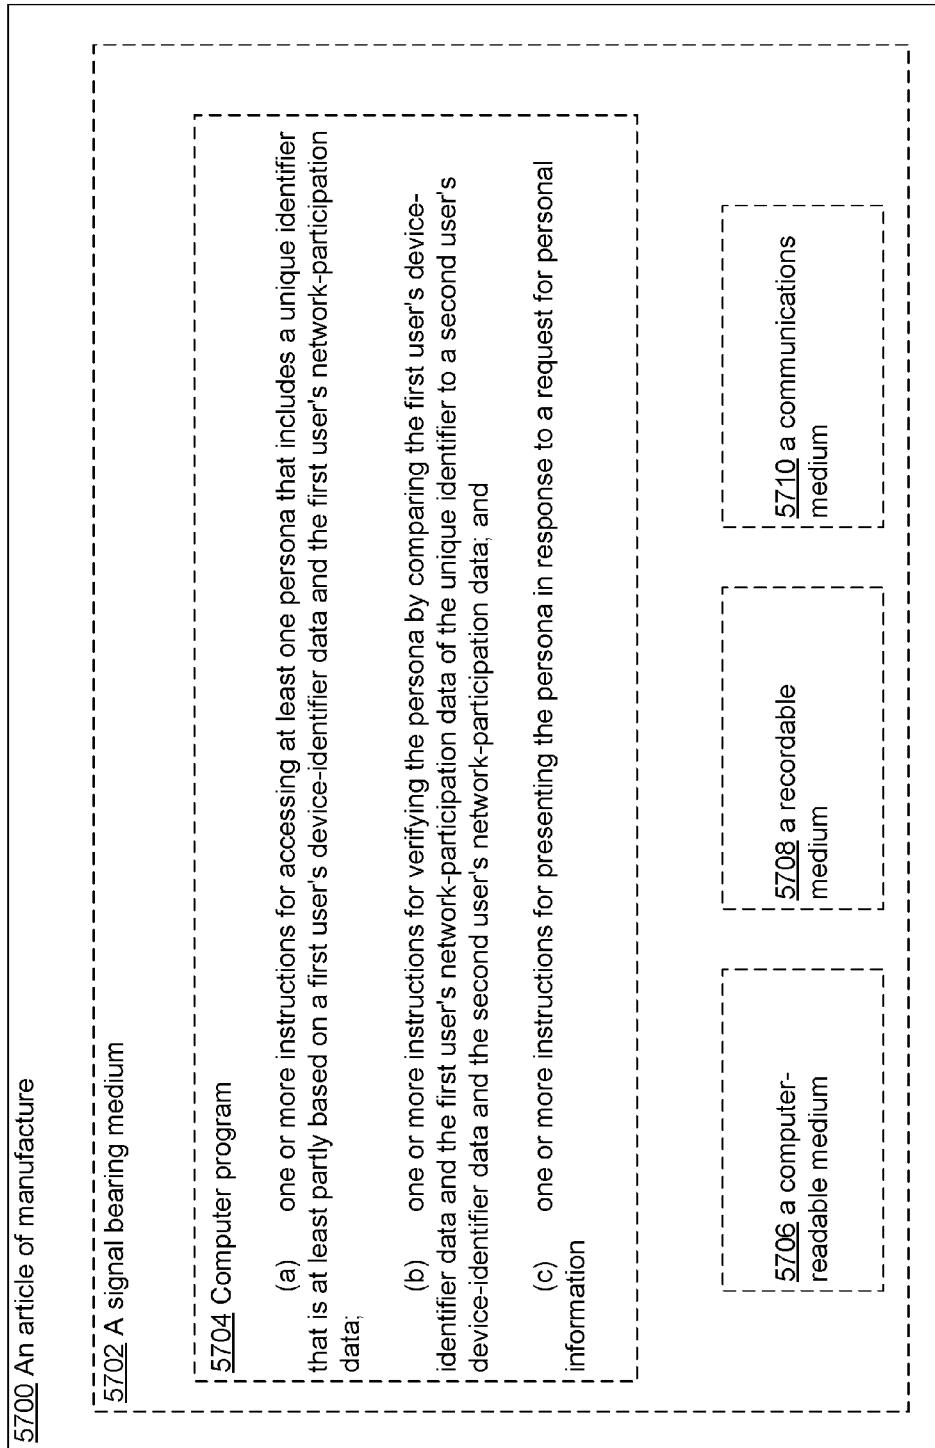 5700 An article of manufacture
5702 A signal bearing medium
5704 Computer program
(a) one or more instructions for accessing at least one persona that includes a unique identifier
that is at least partly based on a first user's device-identifier data and the first user's network-participation
data;
(b) one or more instructions for verifying the persona by comparing the first user's device-
identifier data and the first user's network-participation data of the unique identifier to a second user's
device-identifier data and the second user's network-participation data; and
(c) one or more instructions for presenting the persona in response to a request for personal
information
5706 a computer-
readable medium
5708 a recordable
medium
5710 a communications
medium